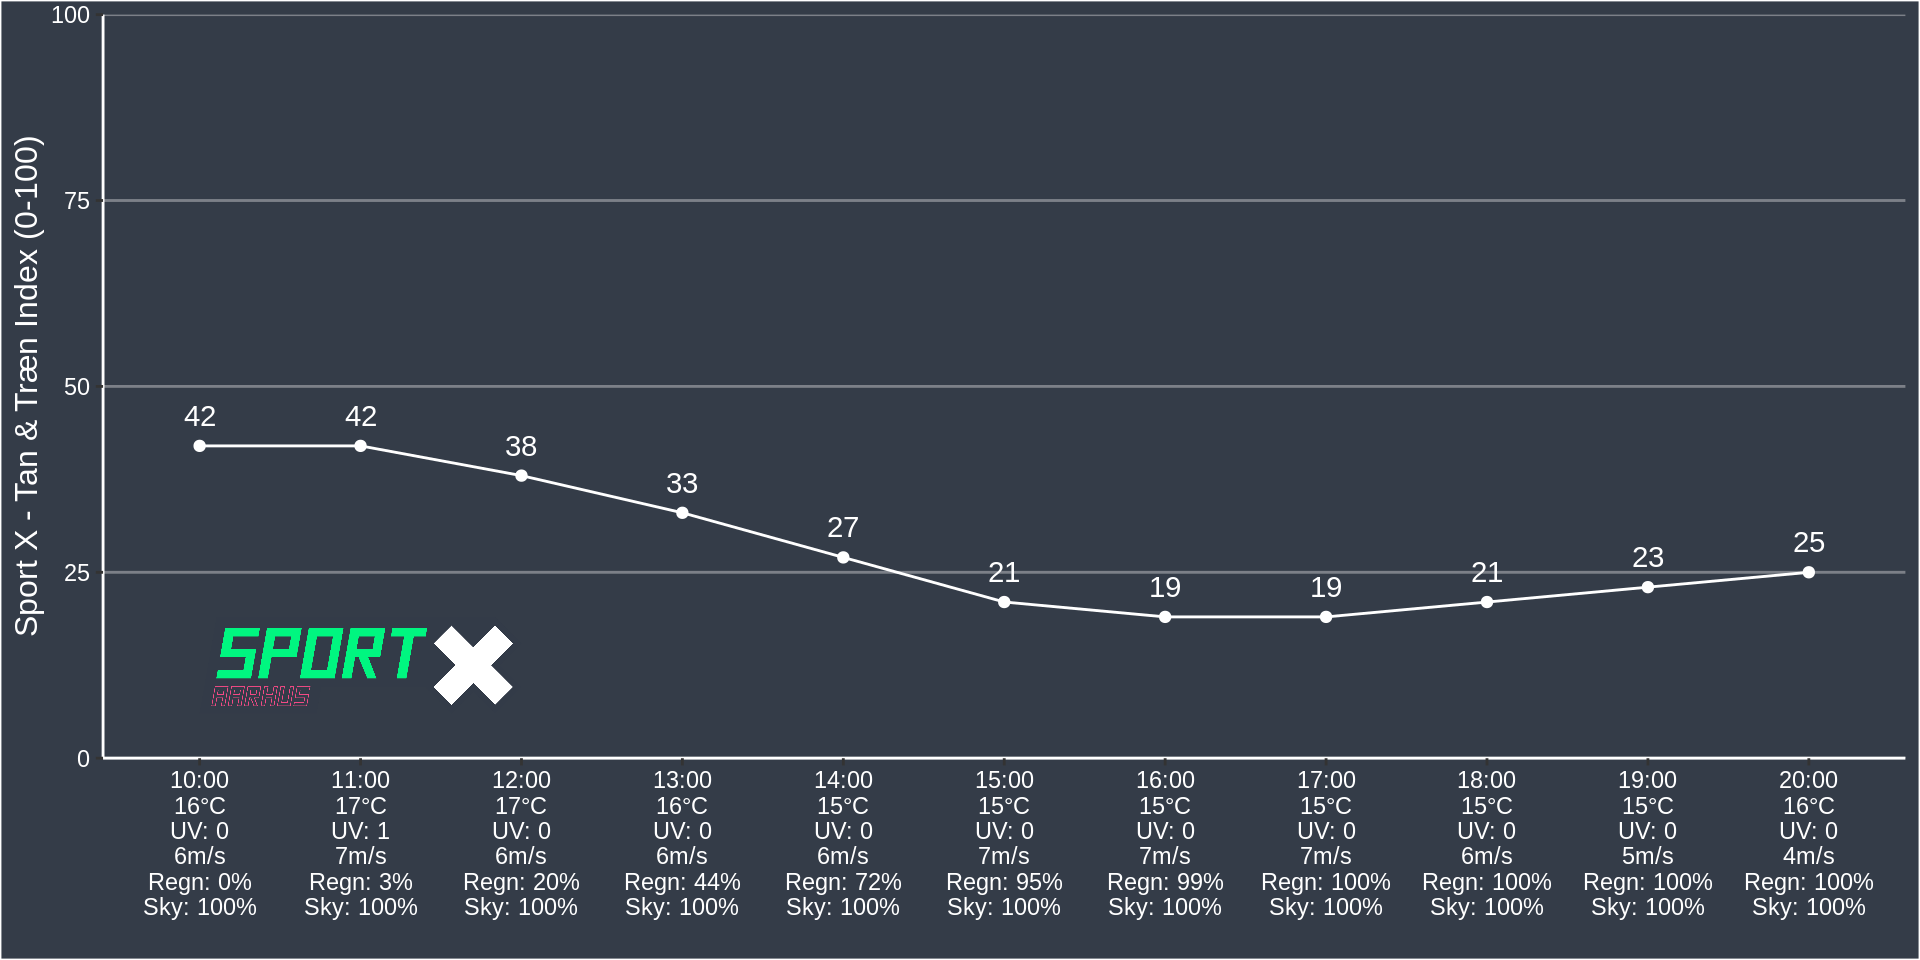 Sport X - Tan & Træn Index (0-100)
100
75
50
25
0
42
42
38
33
27
21
19
19
21
23
25
SPORT X
AARHUS
10:00 11:00 12:00 13:00 14:00 15:00 16:00 17:00 18:00 19:00 20:00
16°C 17°C 17°C 16°C 15°C 15°C 15°C 15°C 15°C 15°C 16°C
UV: 0 UV: 1 UV: 0 UV: 0 UV: 0 UV: 0 UV: 0 UV: 0 UV: 0 UV: 0 UV: 0
6m/s 7m/s 6m/s 6m/s 6m/s 7m/s 7m/s 7m/s 6m/s 5m/s 4m/s
Regn: 0% Regn: 3% Regn: 20% Regn: 44% Regn: 72% Regn: 95% Regn: 99% Regn: 100% Regn: 100% Regn: 100% Regn: 100%
Sky: 100% Sky: 100% Sky: 100% Sky: 100% Sky: 100% Sky: 100% Sky: 100% Sky: 100% Sky: 100% Sky: 100% Sky: 100%